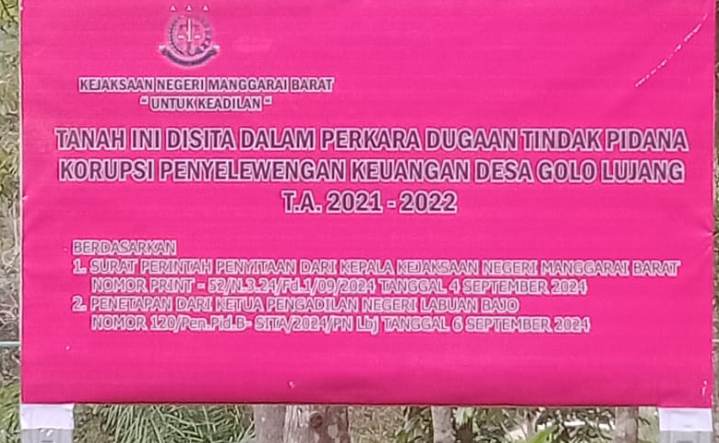 KEJAKSAAN NEGERI MANGGARAI BARAT
" UNTUK KEADILAN "
TANAH INI DISITA DALAM PERKARA DUGAAN TINDAK PIDANA
KORUPSI PENYELEWENGAN KEUANGAN DESA GOLO LUJANG
T.A. 2021 - 2022
BERDASARKAN
1. SURAT PERINTAH PENYITAAN DARI KEPALA KEJAKSAAN NEGERI MANGGARAI BARAT
NOMOR PRINT - 52/N.3.24/Fd.1/09/2024 TANGGAL 4 SEPTEMBER 2024
2. PENETAPAN DARI KETUA PENGADILAN NEGERI LABUAN BAJO
NOMOR 120/Pen.Pid.B- SITA/2024/PN Lbj TANGGAL 6 SEPTEMBER 2024